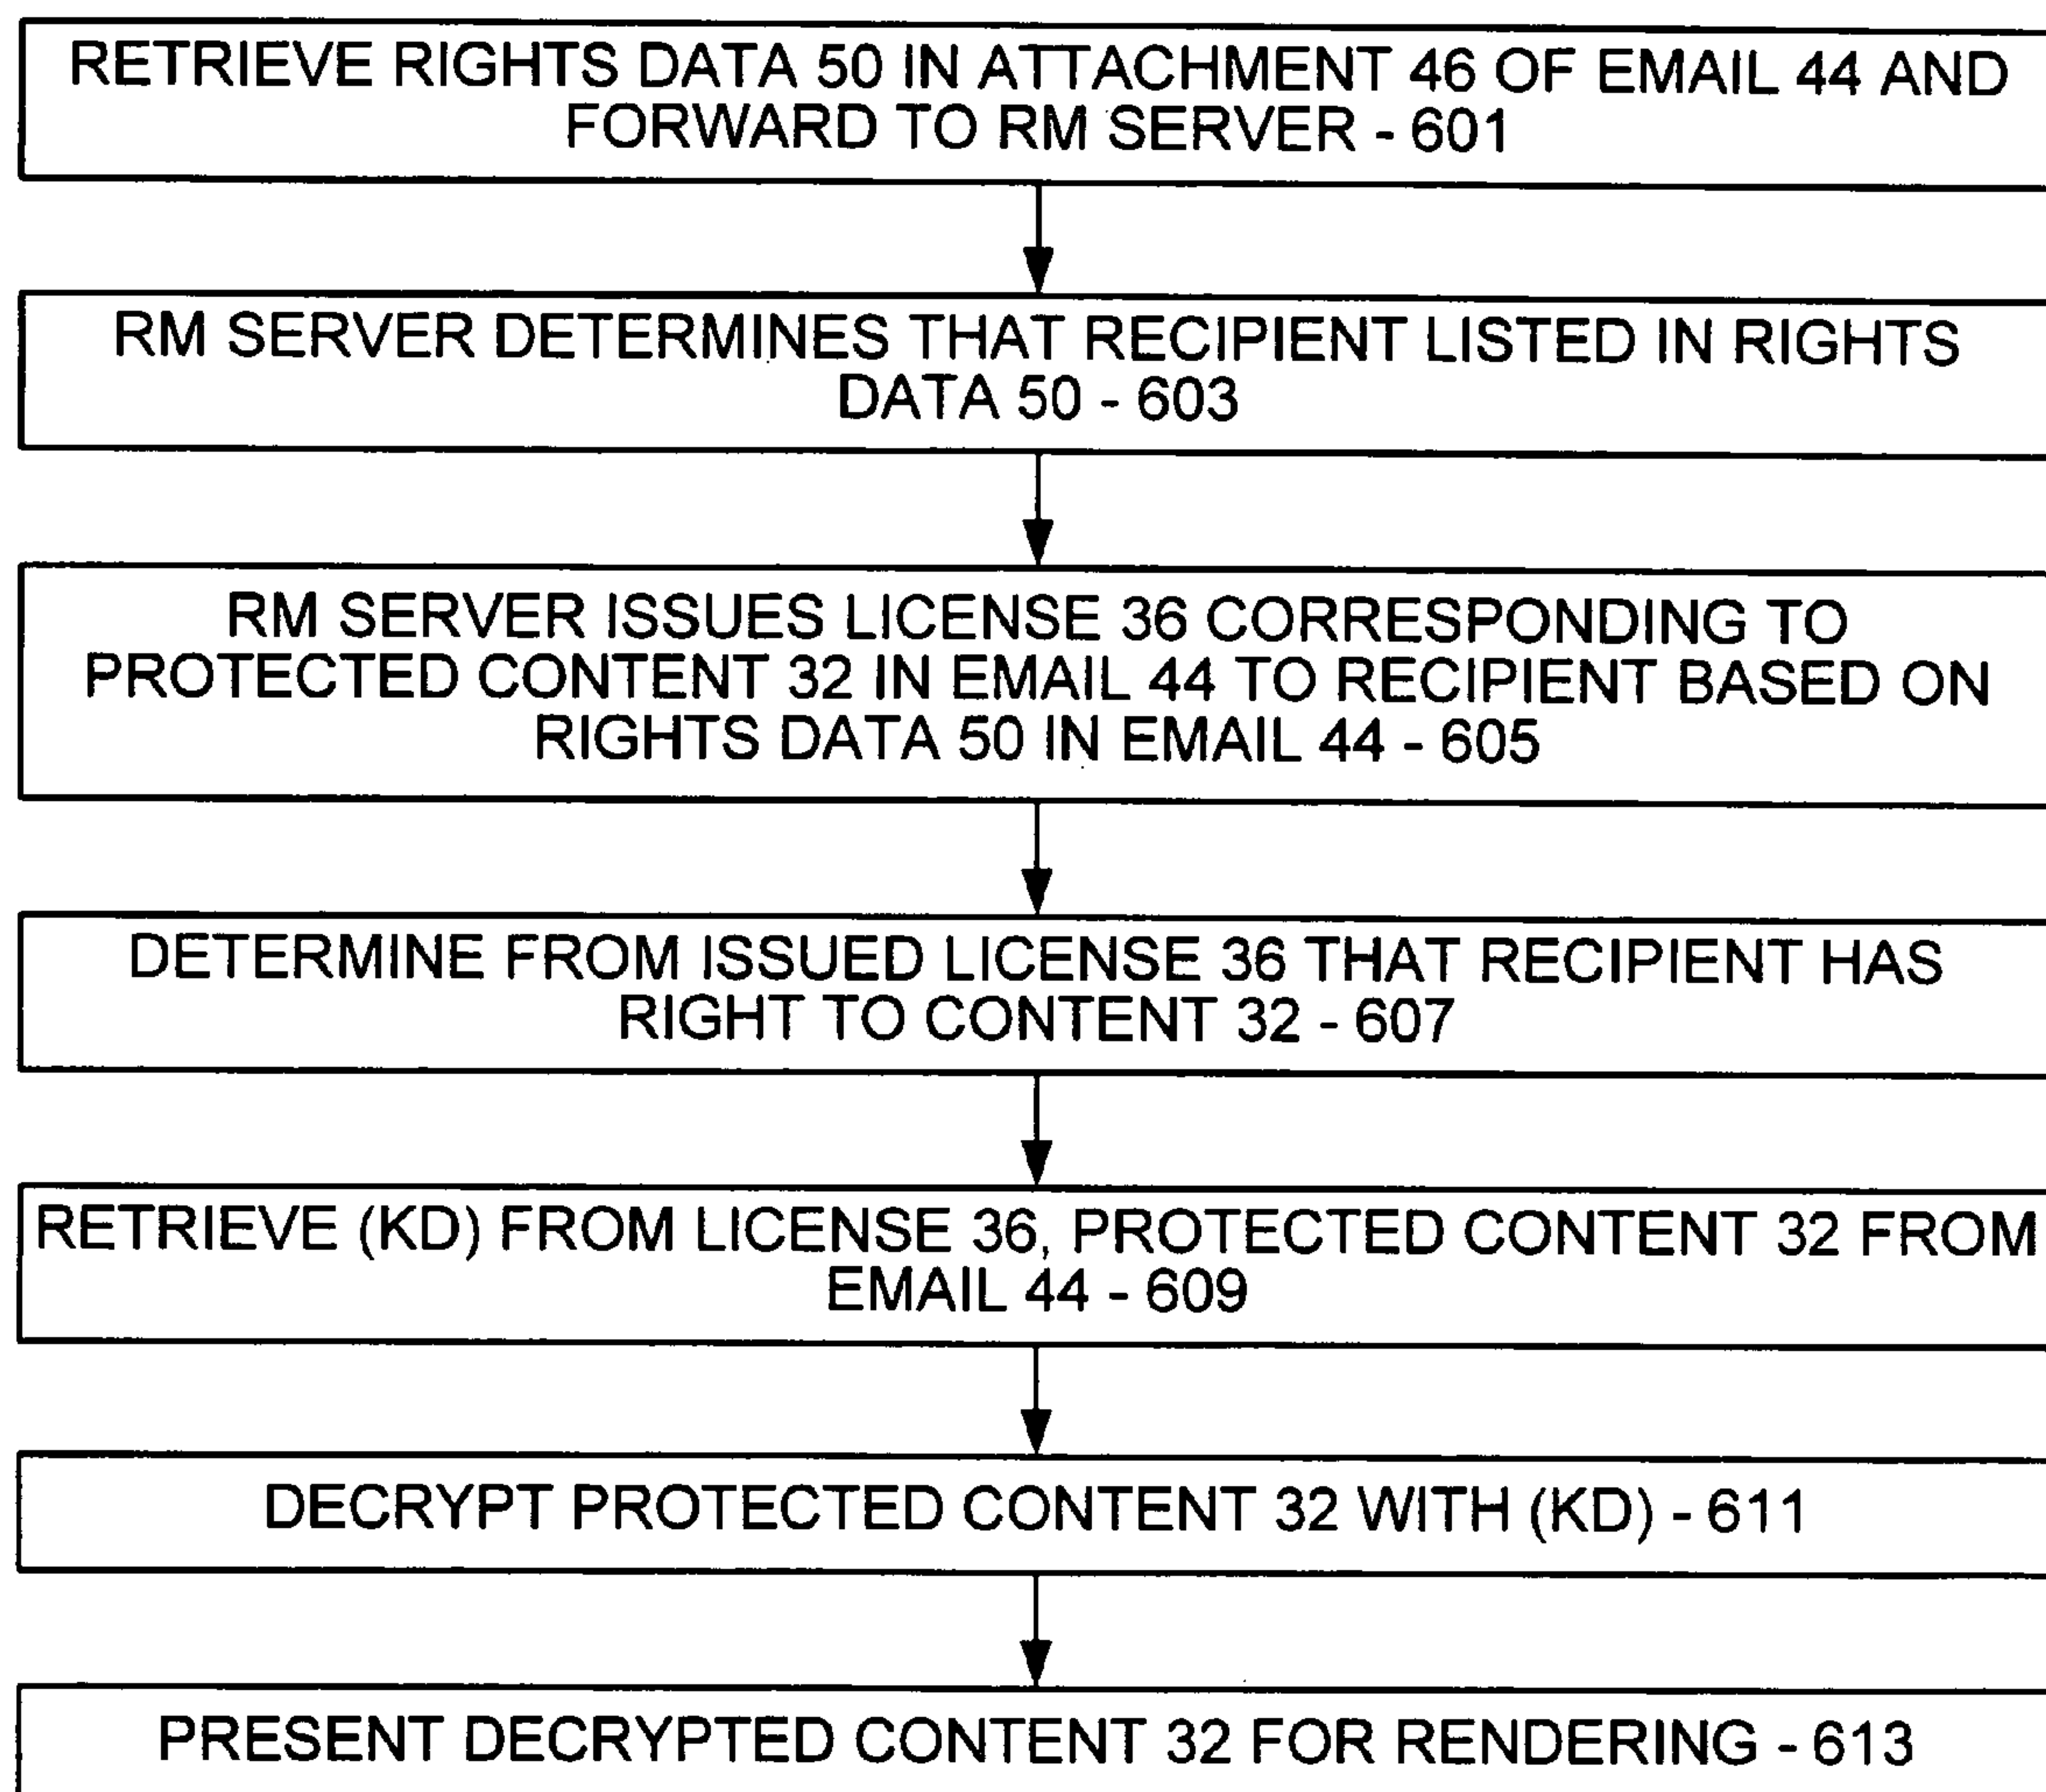 RETRIEVE RIGHTS DATA 50 IN ATTACHMENT 46 OF EMAIL 44 AND
FORWARD TO RM SERVER - 601
RM SERVER DETERMINES THAT RECIPIENT LISTED IN RIGHTS
DATA 50 - 603
RM SERVER ISSUES LICENSE 36 CORRESPONDING TO
PROTECTED CONTENT 32 IN EMAIL 44 TO RECIPIENT BASED ON
RIGHTS DATA 50 IN EMAIL 44 - 605
DETERMINE FROM ISSUED LICENSE 36 THAT RECIPIENT HAS
RIGHT TO CONTENT 32 - 607
RETRIEVE (KD) FROM LICENSE 36, PROTECTED CONTENT 32 FROM
EMAIL 44 - 609
DECRYPT PROTECTED CONTENT 32 WITH (KD) - 611
PRESENT DECRYPTED CONTENT 32 FOR RENDERING - 613